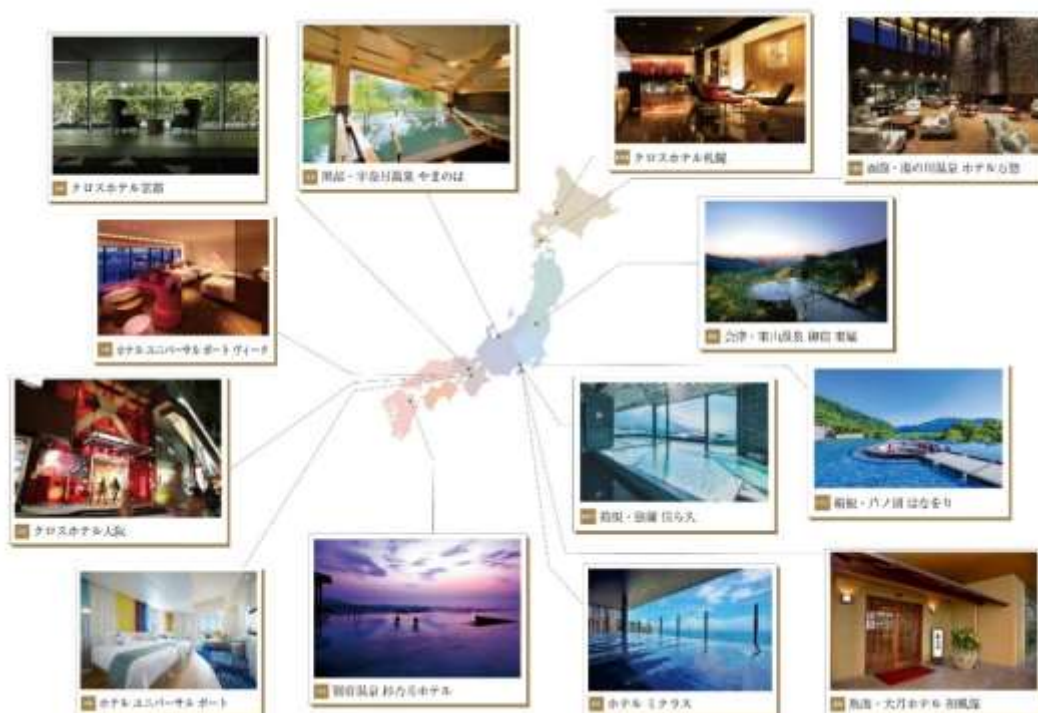 クロスホテル京都
黒部・宇奈月温泉 やまのは
クロスホテル札幌
函館・湯の川温泉 ホテル万惣
ホテル ユニバーサル ポート ヴィータ
会津・東山温泉 御宿 東鳳
クロスホテル大阪
箱根・強羅 佳ら久
箱根・芦ノ湖 はなをり
ホテル ユニバーサル ポート
別府温泉 杉乃井ホテル
ホテル ミクラス
熱海・大月ホテル 和風館